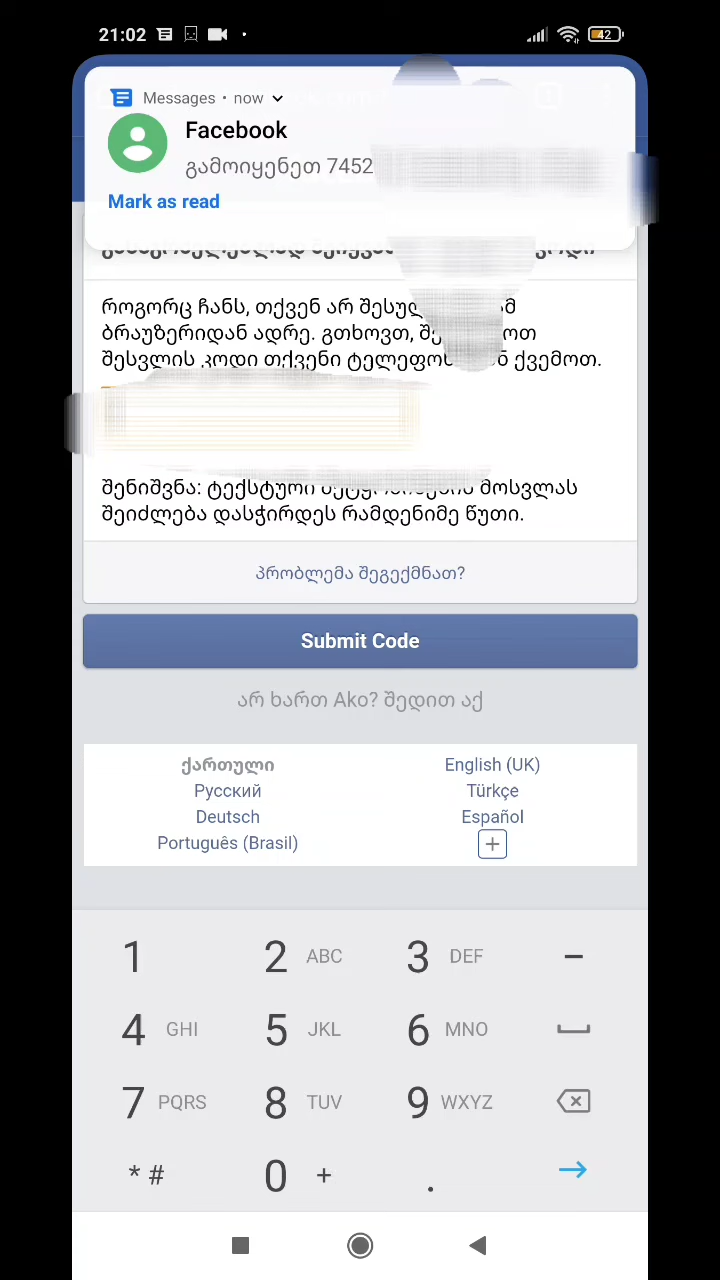 21:02
42
Messages • now
Facebook
გამოიყენეთ 7452
Mark as read
როგორც ჩანს, თქვენ არ
ბრაუზერიდან ადრე. გთხოვთ,
შესვლის კოდი თქვენი ქვემოთ.
შენიშვნა: ტექსტური მოსვლას
შეიძლება დასჭირდეს რამდენიმე წუთი.
პრობლემა შეგექმნათ?
Submit Code
არ ხართ Ako? შედით აქ
ქართული English (UK)
Русский Türkçe
Deutsch Español
Português (Brasil) +
1 2 ABC 3 DEF –
4 GHI 5 JKL 6 MNO
7 PQRS 8 TUV 9 WXYZ
* # 0 + .